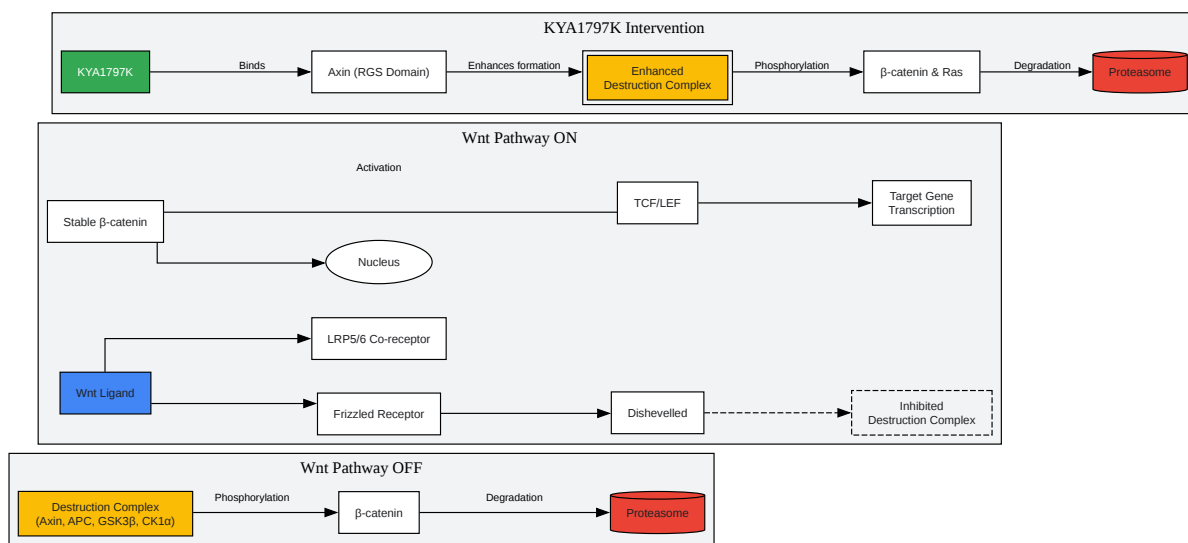 KYA1797K Intervention
KYA1797K
Binds
Axin (RGS Domain)
Enhances formation
Enhanced
Destruction Complex
Phosphorylation
β-catenin & Ras
Degradation
Proteasome
Wnt Pathway ON
Activation
Stable β-catenin
TCF/LEF
Target Gene
Transcription
Nucleus
LRP5/6 Co-receptor
Wnt Ligand
Frizzled Receptor
Dishevelled
Inhibited
Destruction Complex
Wnt Pathway OFF
Destruction Complex
(Axin, APC, GSK3β, CK1α)
Phosphorylation
β-catenin
Degradation
Proteasome